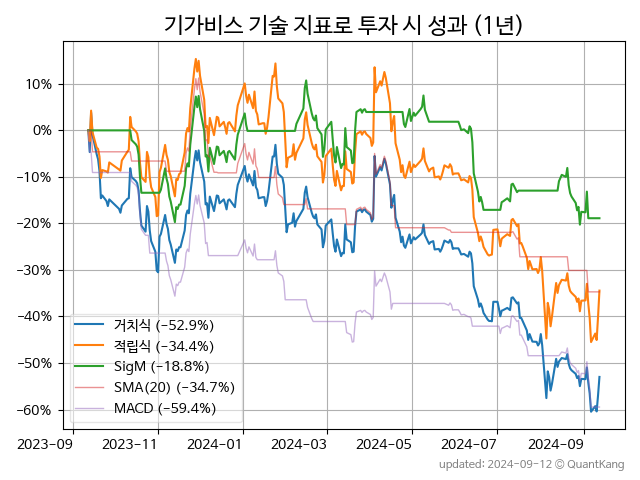 기가비스 기술 지표로 투자 시 성과 (1년)
10%
0%
−10%
−20%
−30%
−40%
−50%
−60%
거치식 (−52.9%)
적립식 (−34.4%)
SigM (−18.8%)
SMA(20) (−34.7%)
MACD (−59.4%)
2023−09 2023−11 2024−01 2024−03 2024−05 2024−07 2024−09
updated: 2024−09−12 © QuantKang